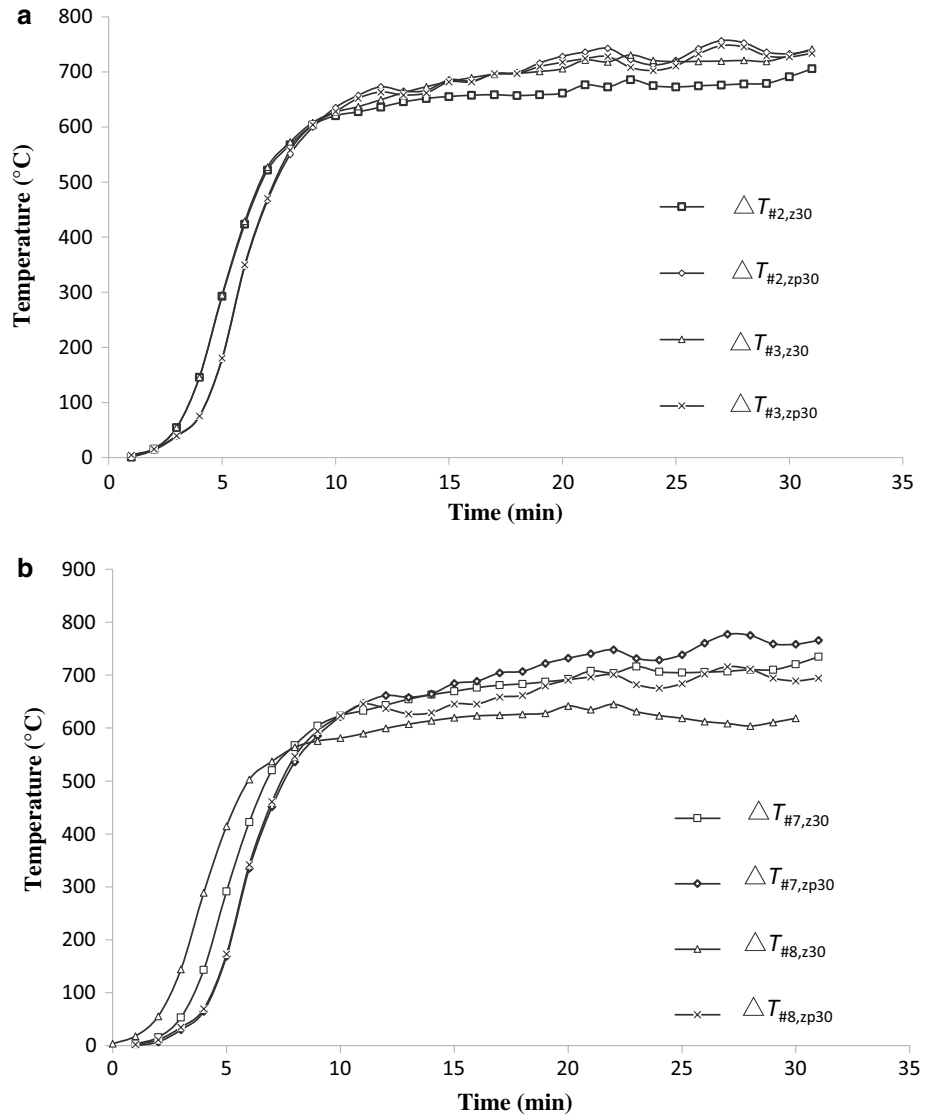 a
800
700
600
500
400
300
200
100
0
Temperature (°C)
△T#2,z30
△T#2,zp30
△T#3,z30
△T#3,zp30
0 5 10 15 20 25 30 35
Time (min)
b
900
800
700
600
500
400
300
200
100
0
Temperature (°C)
△T#7,z30
△T#7,zp30
△T#8,z30
△T#8,zp30
0 5 10 15 20 25 30 35
Time (min)